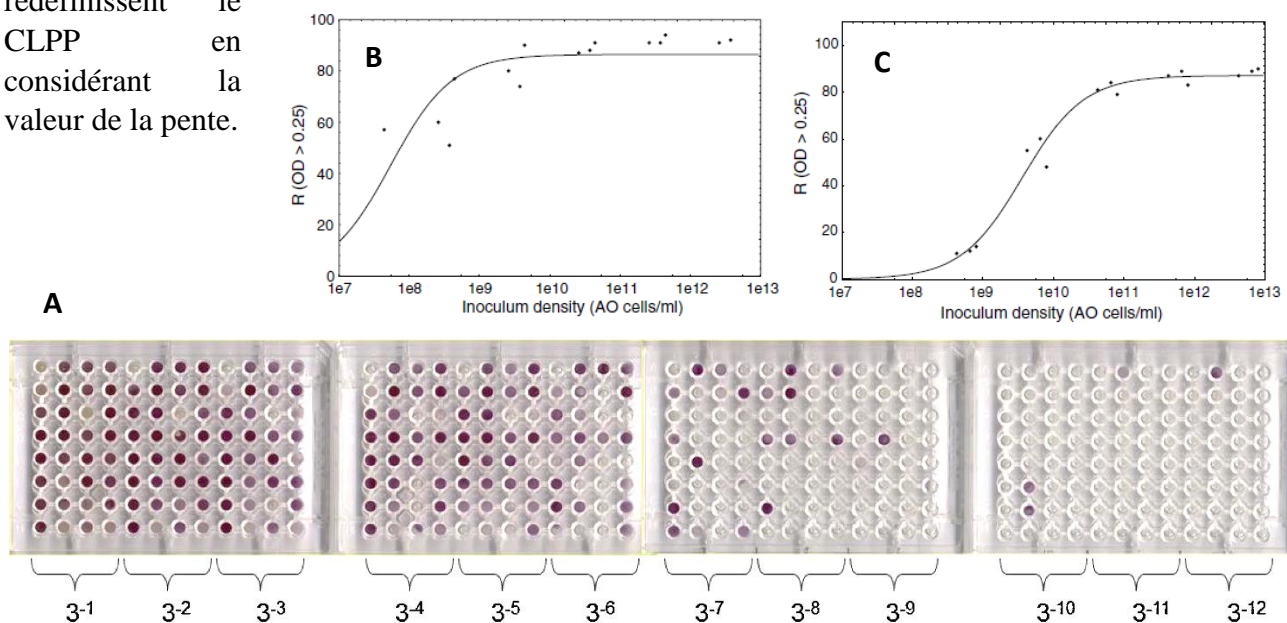 redéfinissent le
CLPP en
considérant la
valeur de la pente.
B
100
80
60
40
20
0
R (OD > 0.25)
1e7 1e8 1e9 1e10 1e11 1e12 1e13
Inoculum density (AO cells/ml)
C
100
80
60
40
20
0
R (OD > 0.25)
1e7 1e8 1e9 1e10 1e11 1e12 1e13
Inoculum density (AO cells/ml)
A
3-1 3-2 3-3 3-4 3-5 3-6 3-7 3-8 3-9 3-10 3-11 3-12